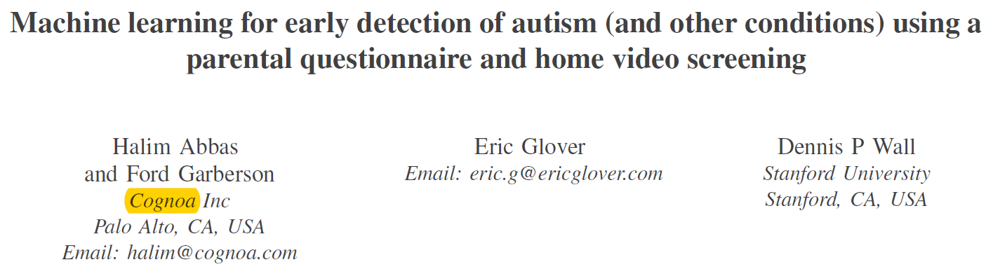 Machine learning for early detection of autism (and other conditions) using a
parental questionnaire and home video screening
Halim Abbas
and Ford Garberson
Cognoa Inc
Palo Alto, CA, USA
Email: halim@cognoa.com
Eric Glover
Email: eric.g@ericglover.com
Dennis P Wall
Stanford University
Stanford, CA, USA